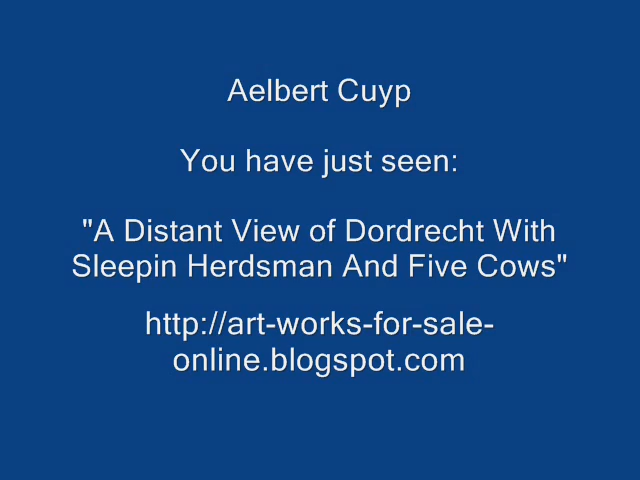 Aelbert Cuyp
You have just seen:
"A Distant View of Dordrecht With
Sleepin Herdsman And Five Cows"
http://art-works-for-sale-
online.blogspot.com